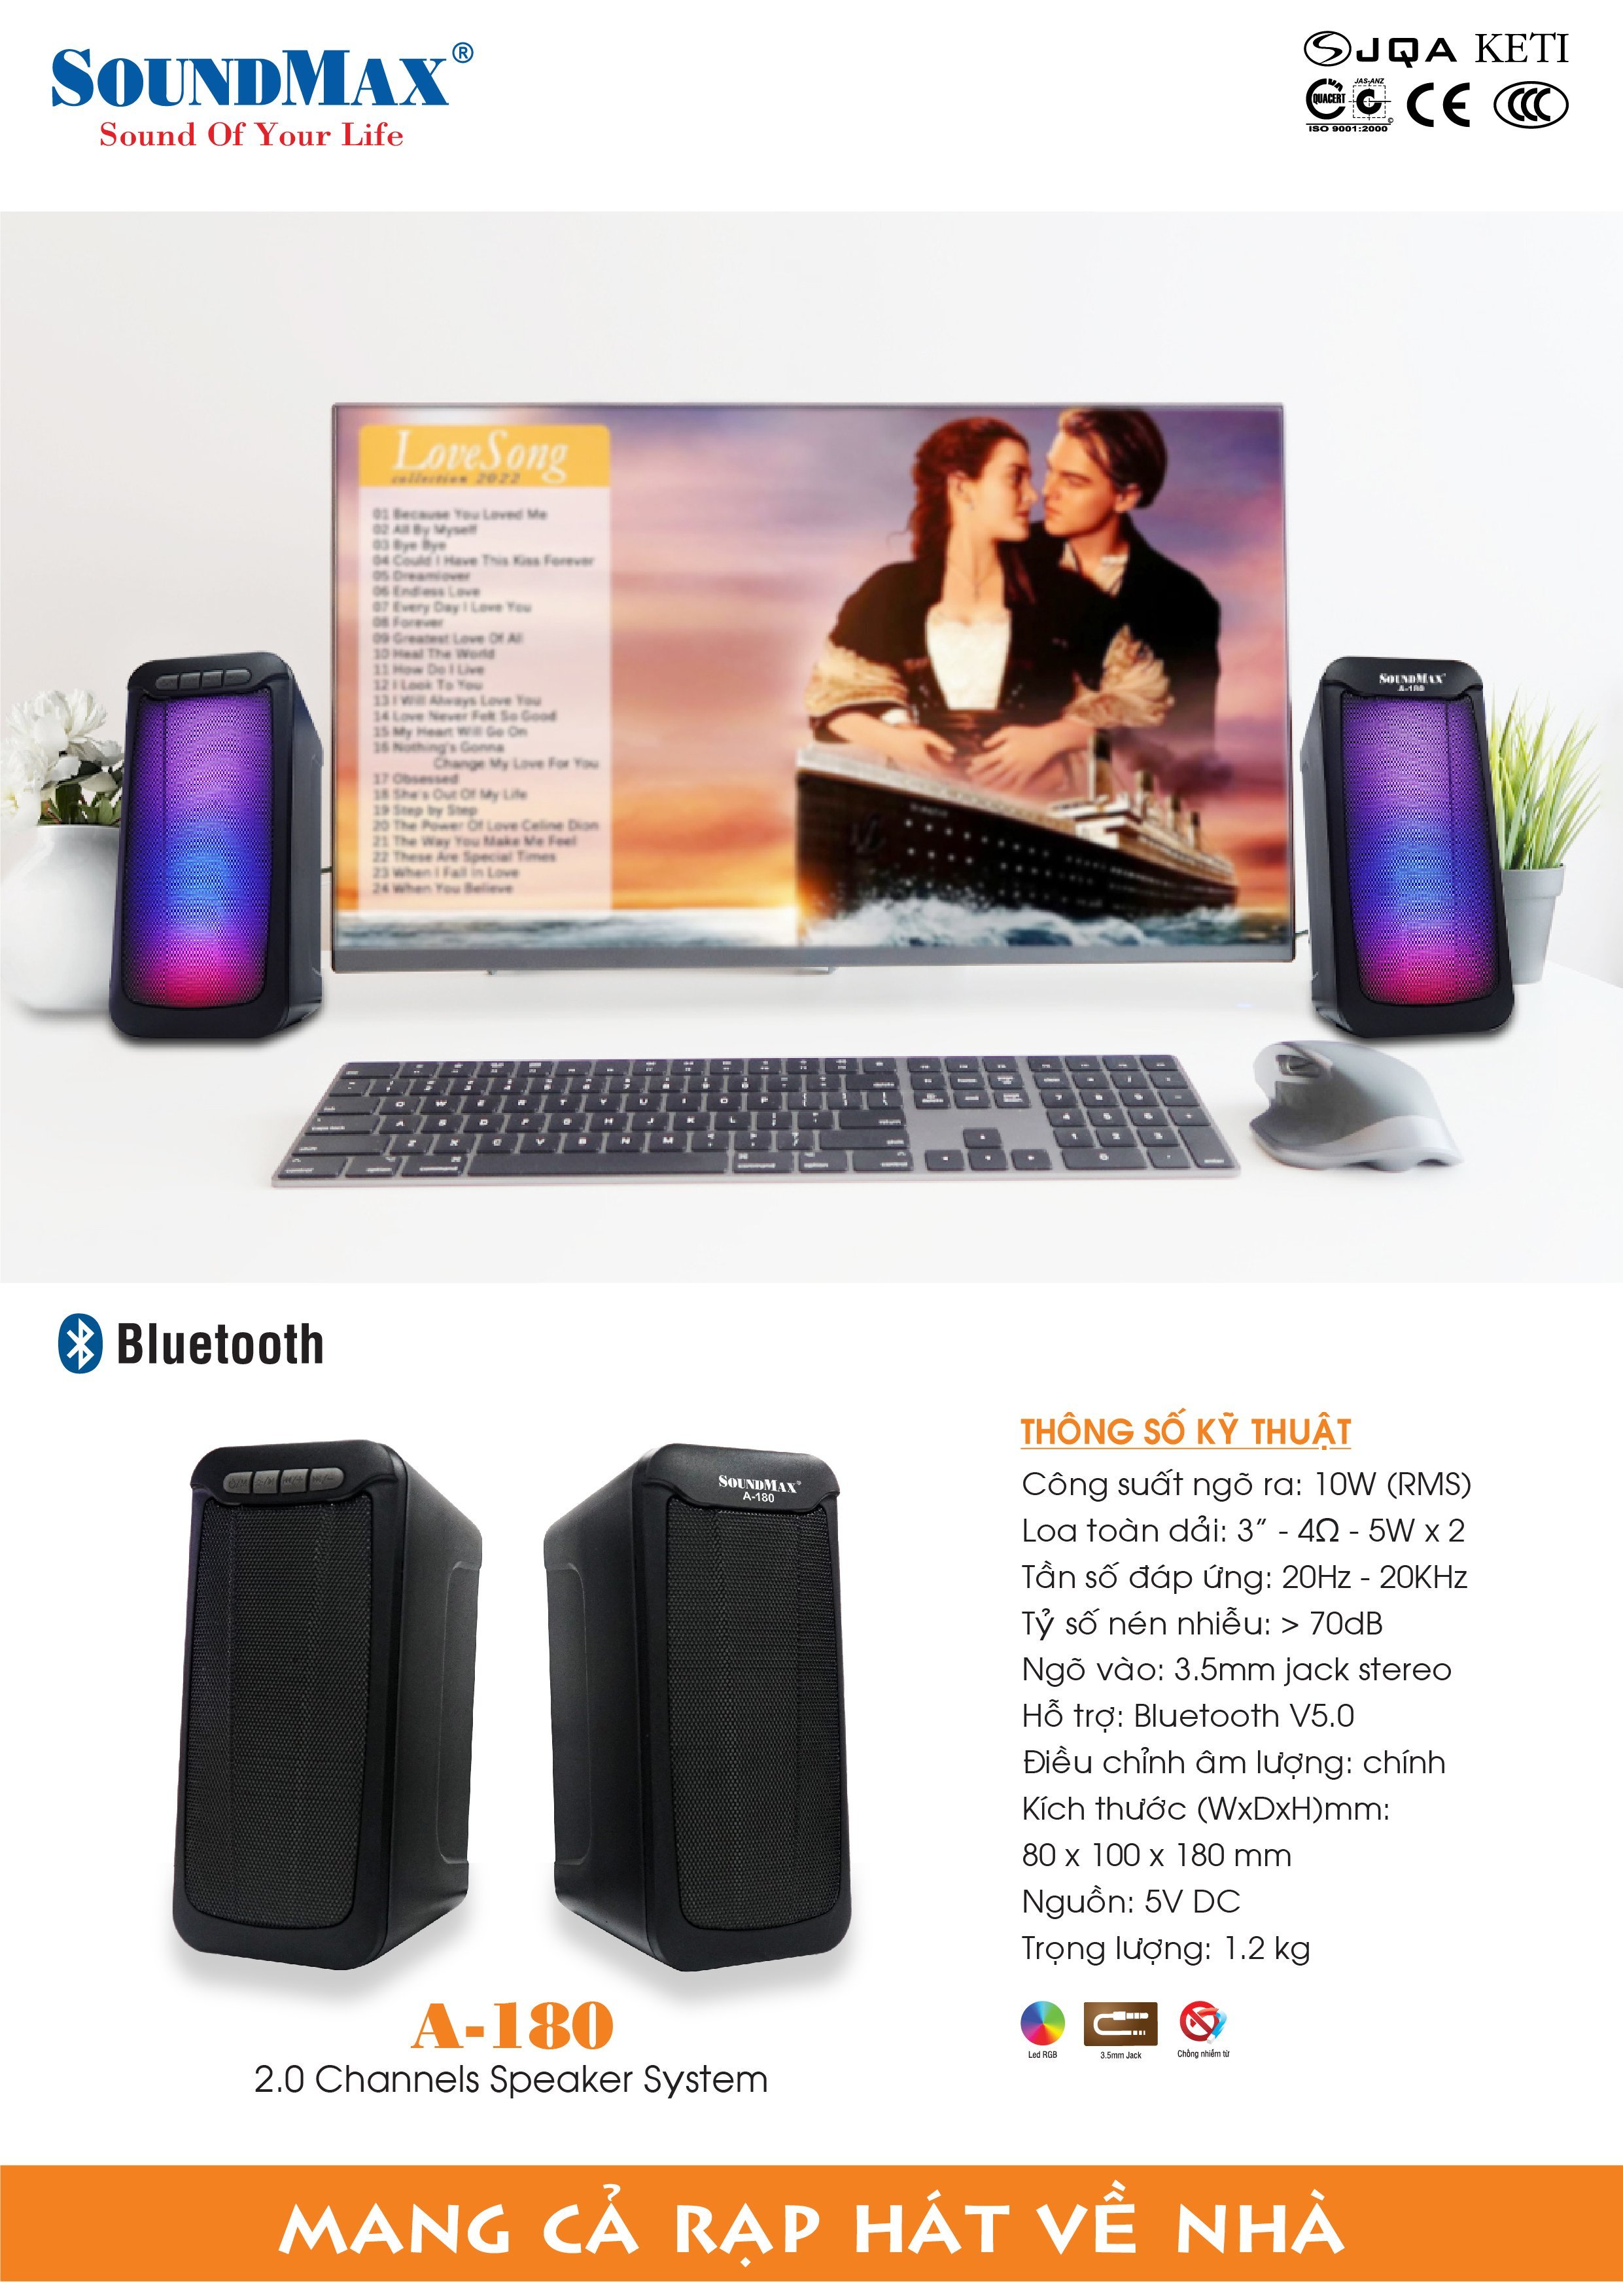 SOUNDMAX®
Sound Of Your Life
JQA KETI
QUACERT
JAS-ANZ
ISO 9001:2000
CE
LoveSong
collection 2022
01 Because You Loved Me
02 All By Myself
03 Bye Bye
04 Could I Have This Kiss Forever
05 Dreamlover
06 Endless Love
07 Every Day I Love You
08 Forever
09 Greatest Love Of All
10 Heal The World
11 How Do I Live
12 I Look To You
13 I Will Always Love You
14 Love Never Felt So Good
15 My Heart Will Go On
16 Nothing's Gonna
Change My Love For You
17 Obsessed
18 She's Out Of My Life
19 Step by Step
20 The Power Of Love Celine Dion
21 The Way You Make Me Feel
22 These Are Special Times
23 When I Fall in Love
24 When You Believe
SOUNDMAX
A-180
Bluetooth
SOUNDMAX
A-180
A-180
2.0 Channels Speaker System
THÔNG SỐ KỸ THUẬT
Công suất ngõ ra: 10W (RMS)
Loa toàn dải: 3” - 4Ω - 5W x 2
Tần số đáp ứng: 20Hz - 20KHz
Tỷ số nén nhiễu: > 70dB
Ngõ vào: 3.5mm jack stereo
Hỗ trợ: Bluetooth V5.0
Điều chỉnh âm lượng: chính
Kích thước (WxDxH)mm:
80 x 100 x 180 mm
Nguồn: 5V DC
Trọng lượng: 1.2 kg
Led RGB
3.5mm Jack
Chống nhiễm từ
MANG CẢ RẠP HÁT VỀ NHÀ